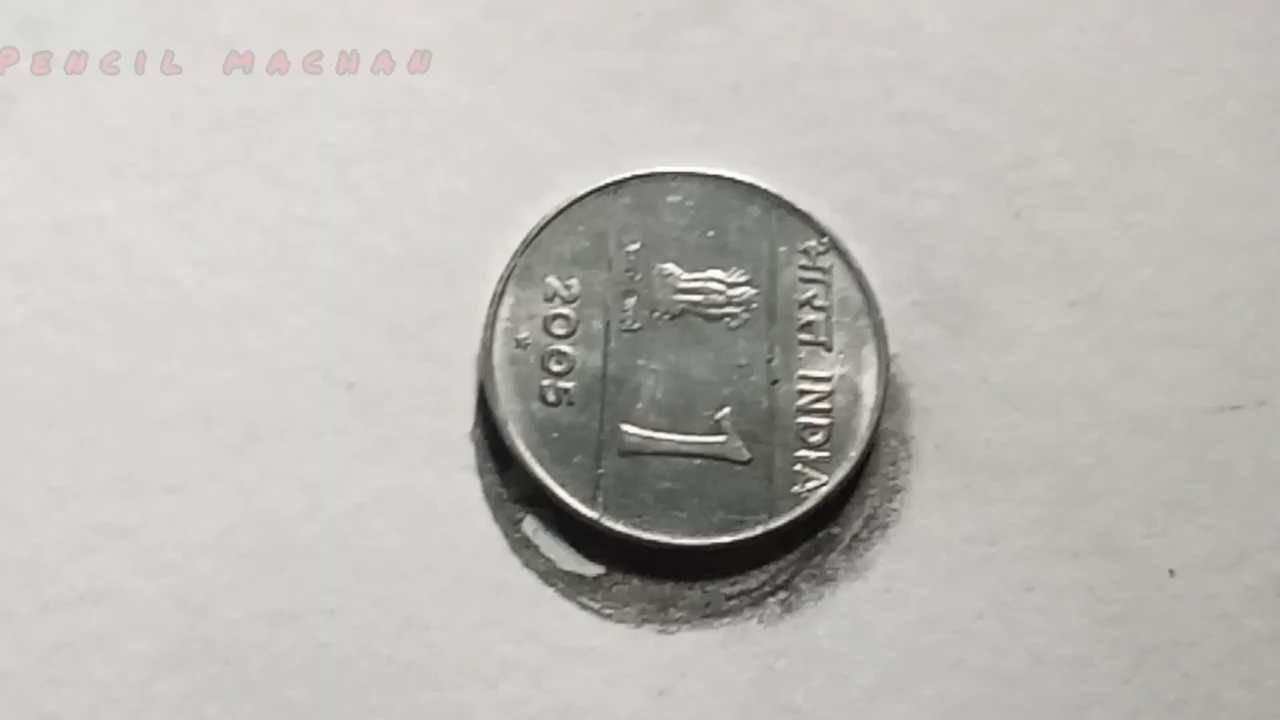 PENCIL MACHAN
भारत INDIA
1
2005